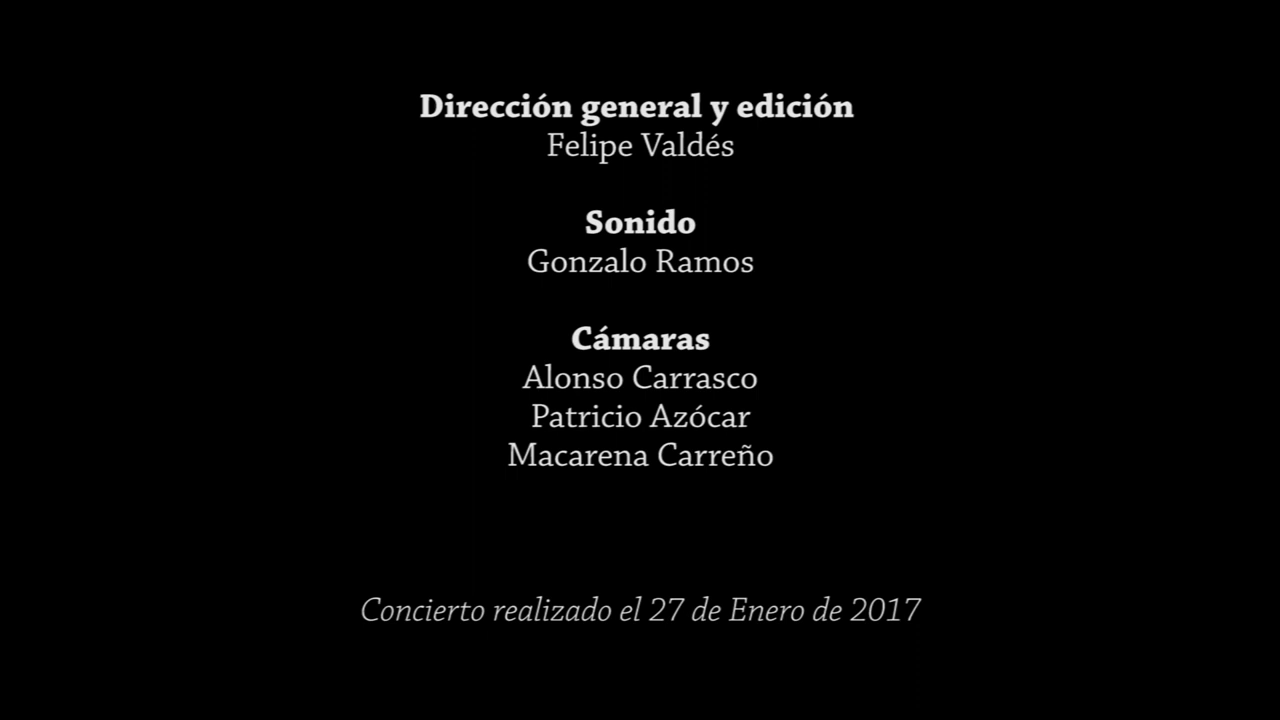 Dirección general y edición
Felipe Valdés
Sonido
Gonzalo Ramos
Cámaras
Alonso Carrasco
Patricio Azócar
Macarena Carreño
Concierto realizado el 27 de Enero de 2017